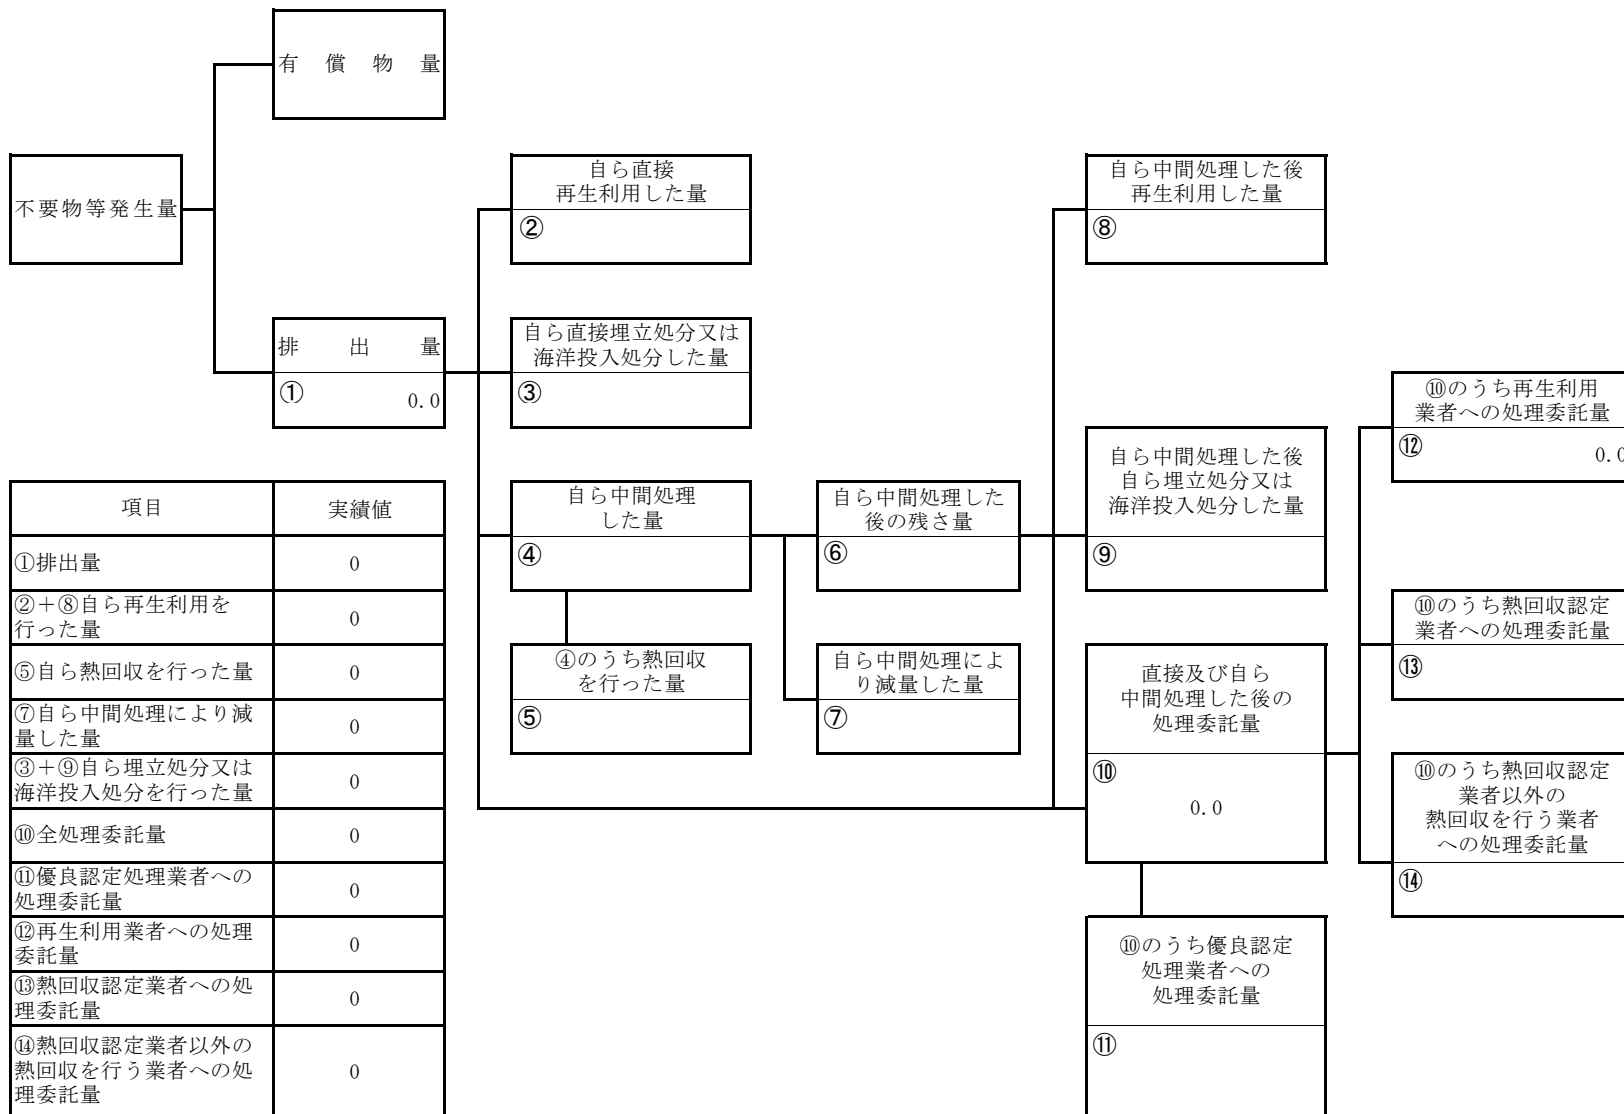 有償物量
不要物等発生量
排出量
①
0.0
自ら直接
再生利用した量
②
自ら直接埋立処分又は
海洋投入処分した量
③
自ら中間処理
した量
④
④のうち熱回収
を行った量
⑤
自ら中間処理した
後の残さ量
⑥
自ら中間処理によ
り減量した量
⑦
自ら中間処理した後
再生利用した量
⑧
自ら中間処理した後
自ら埋立処分又は
海洋投入処分した量
⑨
直接及び自ら
中間処理した後の
処理委託量
⑩
0.0
⑩のうち優良認定
処理業者への
処理委託量
⑪
⑩のうち再生利用
業者への処理委託量
⑫
0.0
⑩のうち熱回収認定
業者への処理委託量
⑬
⑩のうち熱回収認定
業者以外の
熱回収を行う業者
への処理委託量
⑭
項目 実績値
①排出量 0
②+⑧自ら再生利用を
行った量 0
⑤自ら熱回収を行った量 0
⑦自ら中間処理により減
量した量 0
③+⑨自ら埋立処分又は
海洋投入処分を行った量 0
⑩全処理委託量 0
⑪優良認定処理業者への
処理委託量 0
⑫再生利用業者への処理
委託量 0
⑬熱回収認定業者への処
理委託量 0
⑭熱回収認定業者以外の
熱回収を行う業者への処
理委託量 0